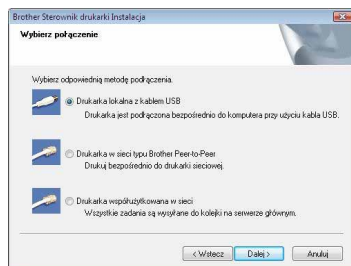 Brother Sterownik drukarki Instalacja
Wybierz połączenie
Wybierz odpowiednią metodę podłączenia.
Drukarka lokalna z kablem USB
Drukarka jest podłączona bezpośrednio do komputera przy użyciu kabla USB.
Drukarka w sieci typu Brother Peer-to-Peer
Drukuj bezpośrednio do drukarki sieciowej.
Drukarka współużytkowana w sieci
Wszystkie zadania są wysyłane do kolejki na serwerze głównym.
< Wstecz Dalej > Anuluj